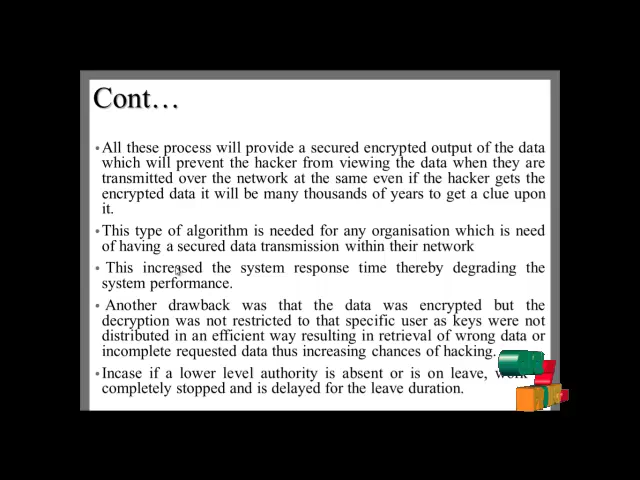 Cont...
•All these process will provide a secured encrypted output of the data
which will prevent the hacker from viewing the data when they are
transmitted over the network at the same even if the hacker gets the
encrypted data it will be many thousands of years to get a clue upon
it.
•This type of algorithm is needed for any organisation which is need
of having a secured data transmission within their network
• This increased the system response time thereby degrading the
system performance.
• Another drawback was that the data was encrypted but the
decryption was not restricted to that specific user as keys were not
distributed in an efficient way resulting in retrieval of wrong data or
incomplete requested data thus increasing chances of hacking..
•Incase if a lower level authority is absent or is on leave,
completely stopped and is delayed for the leave duration.